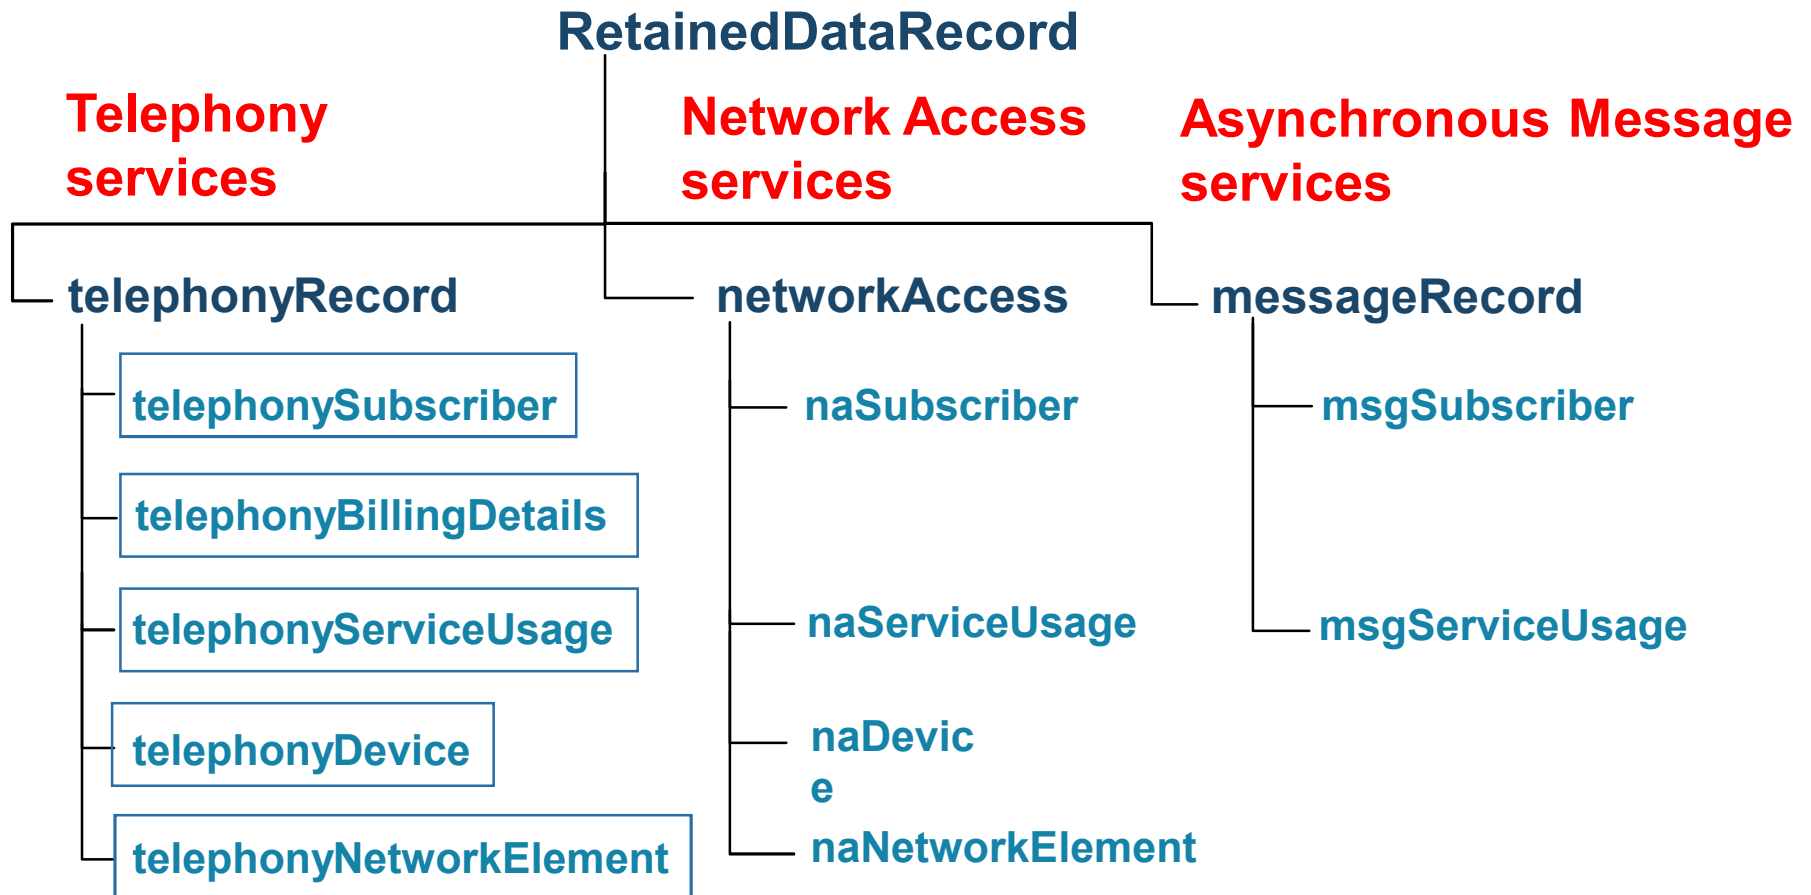 RetainedDataRecord
Telephony
services
Network Access
services
Asynchronous Message
services
telephonyRecord
networkAccess
messageRecord
telephonySubscriber
naSubscriber
msgSubscriber
telephonyBillingDetails
telephonyServiceUsage
naServiceUsage
msgServiceUsage
telephonyDevice
naDevic
e
telephonyNetworkElement
naNetworkElement